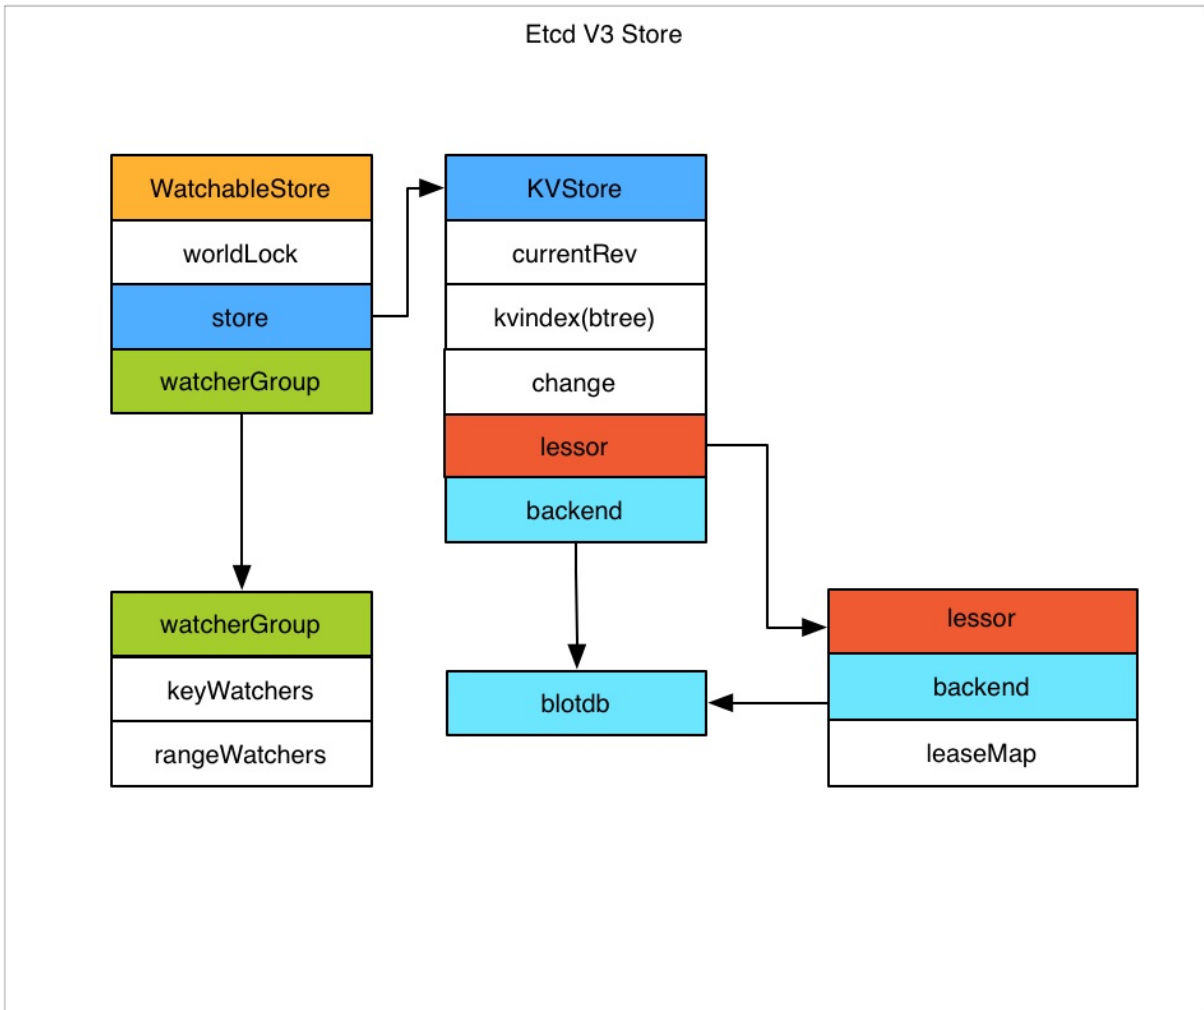 Etcd V3 Store
WatchableStore
worldLock
store
watcherGroup
KVStore
currentRev
kvindex(btree)
change
lessor
backend
watcherGroup
keyWatchers
rangeWatchers
blotdb
lessor
backend
leaseMap